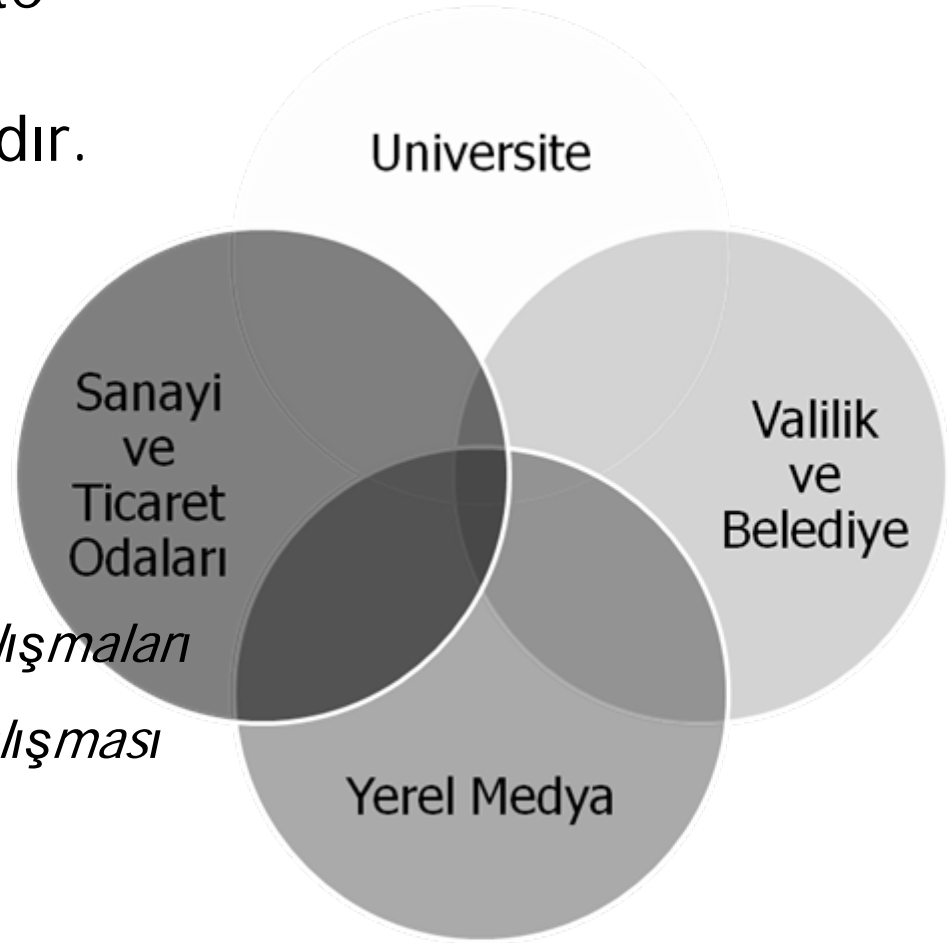 dır.
Universite
Sanayi
ve
Ticaret
Odaları
Valilik
ve
Belediye
lışmaları
lışması
Yerel Medya